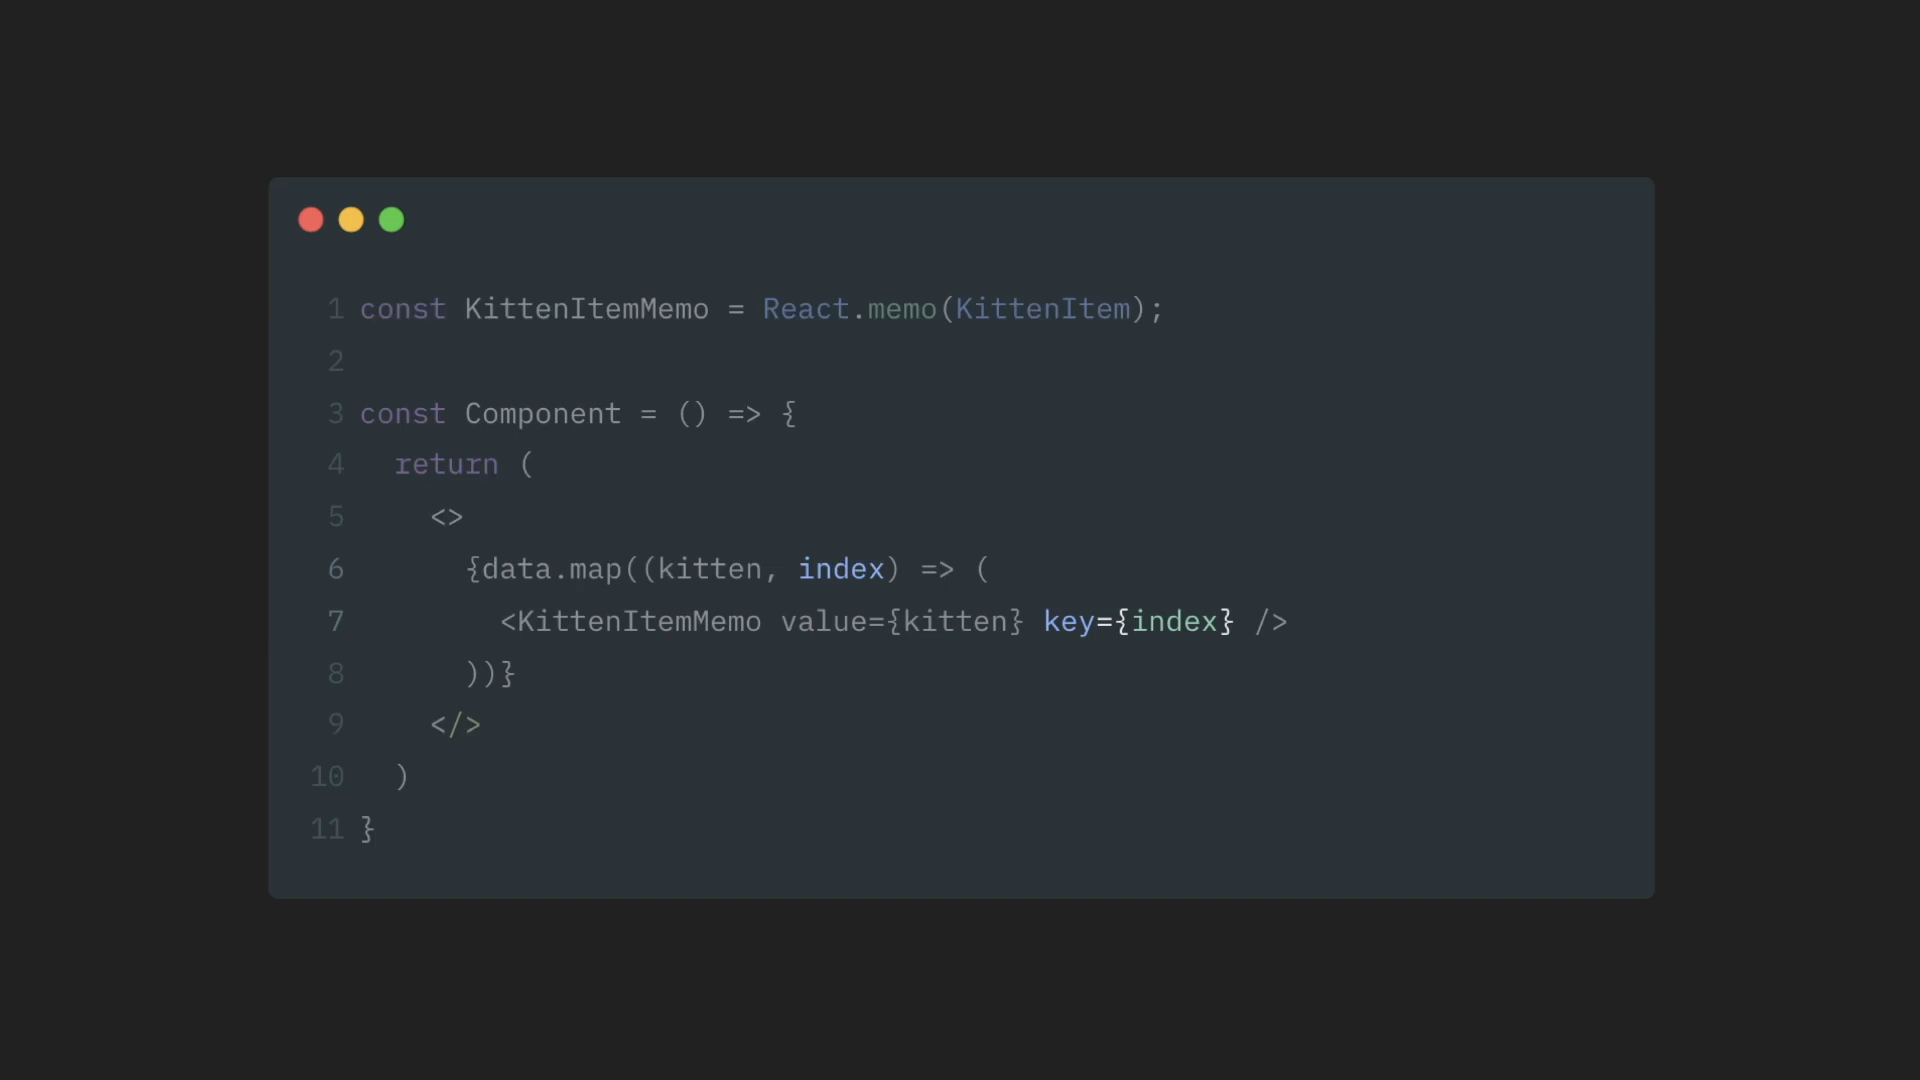 1 const KittenItemMemo = React.memo(KittenItem);
2
3 const Component = () => {
4   return (
5     <>
6       {data.map((kitten, index) => (
7         <KittenItemMemo value={kitten} key={index} />
8       ))}
9     </>
10   )
11 }